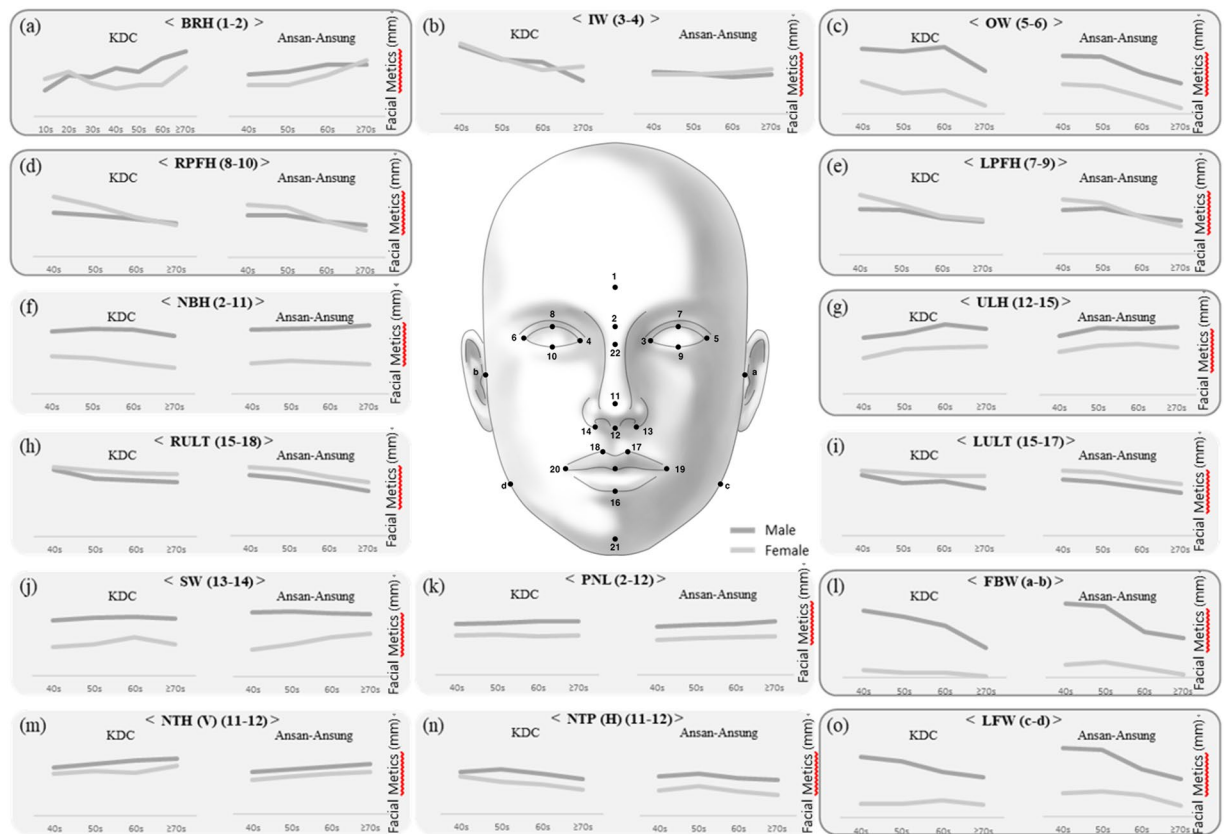 (a) < BRH (1-2) >
KDC Ansan-Ansung
10s 20s 30s 40s 50s 60s ≥70s 40s 50s 60s ≥70s
Facial Metics (mm)
(b) < IW (3-4) >
KDC Ansan-Ansung
40s 50s 60s ≥70s 40s 50s 60s ≥70s
Facial Metics (mm)
(c) < OW (5-6) >
KDC Ansan-Ansung
40s 50s 60s ≥70s 40s 50s 60s ≥70s
Facial Metics (mm)
(d) < RPFH (8-10) >
KDC Ansan-Ansung
40s 50s 60s ≥70s 40s 50s 60s ≥70s
Facial Metics (mm)
(e) < LPFH (7-9) >
KDC Ansan-Ansung
40s 50s 60s ≥70s 40s 50s 60s ≥70s
Facial Metics (mm)
(f) < NBH (2-11) >
KDC Ansan-Ansung
40s 50s 60s ≥70s 40s 50s 60s ≥70s
Facial Metics (mm)
1
8 2 7
6 4 22 3 5
10 9
b a
11
14 12 13
18 17
20 19
d 16 c
21
Male
Female
(g) < ULH (12-15) >
KDC Ansan-Ansung
40s 50s 60s ≥70s 40s 50s 60s ≥70s
Facial Metics (mm)
(h) < RULT (15-18) >
KDC Ansan-Ansung
40s 50s 60s ≥70s 40s 50s 60s ≥70s
Facial Metics (mm)
(i) < LULT (15-17) >
KDC Ansan-Ansung
40s 50s 60s ≥70s 40s 50s 60s ≥70s
Facial Metics (mm)
(j) < SW (13-14) >
KDC Ansan-Ansung
40s 50s 60s ≥70s 40s 50s 60s ≥70s
Facial Metics (mm)
(k) < PNL (2-12) >
KDC Ansan-Ansung
40s 50s 60s ≥70s 40s 50s 60s ≥70s
Facial Metics (mm)
(l) < FBW (a-b) >
KDC Ansan-Ansung
40s 50s 60s ≥70s 40s 50s 60s ≥70s
Facial Metics (mm)
(m) < NTH (V) (11-12) >
KDC Ansan-Ansung
40s 50s 60s ≥70s 40s 50s 60s ≥70s
Facial Metics (mm)
(n) < NTP (H) (11-12) >
KDC Ansan-Ansung
40s 50s 60s ≥70s 40s 50s 60s ≥70s
Facial Metics (mm)
(o) < LFW (c-d) >
KDC Ansan-Ansung
40s 50s 60s ≥70s 40s 50s 60s ≥70s
Facial Metics (mm)